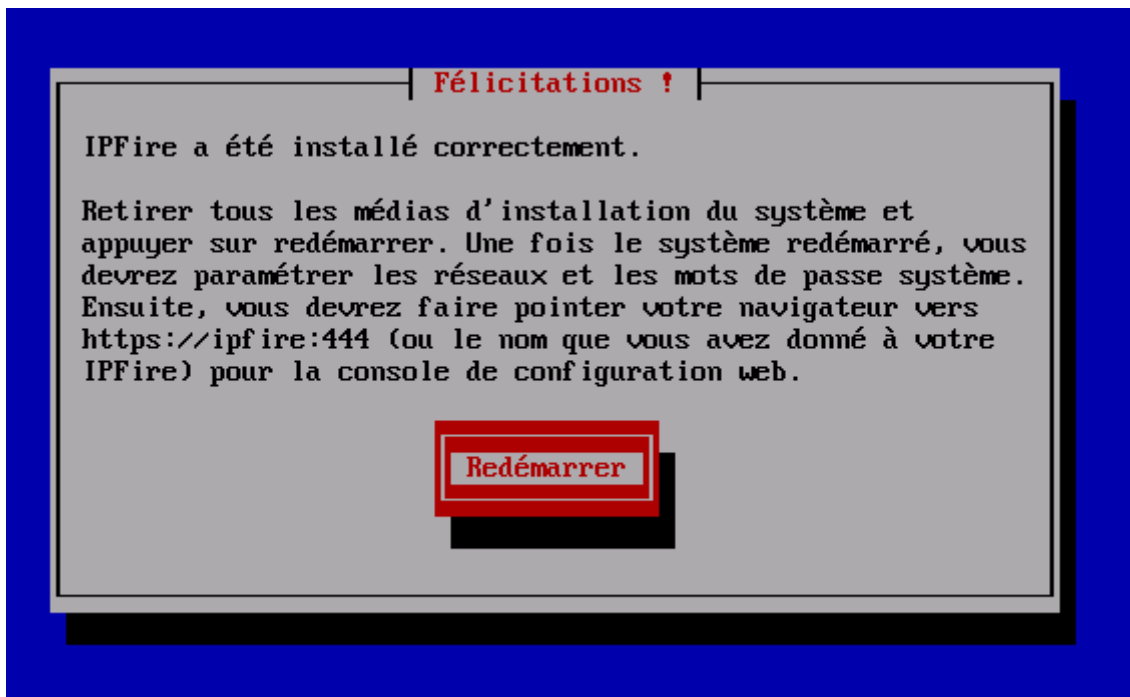 Félicitations !
IPFire a été installé correctement.
Retirer tous les médias d'installation du système et
appuyer sur redémarrer. Une fois le système redémarré, vous
devrez paramétrer les réseaux et les mots de passe système.
Ensuite, vous devrez faire pointer votre navigateur vers
https://ipfire:444 (ou le nom que vous avez donné à votre
IPFire) pour la console de configuration web.
Redémarrer